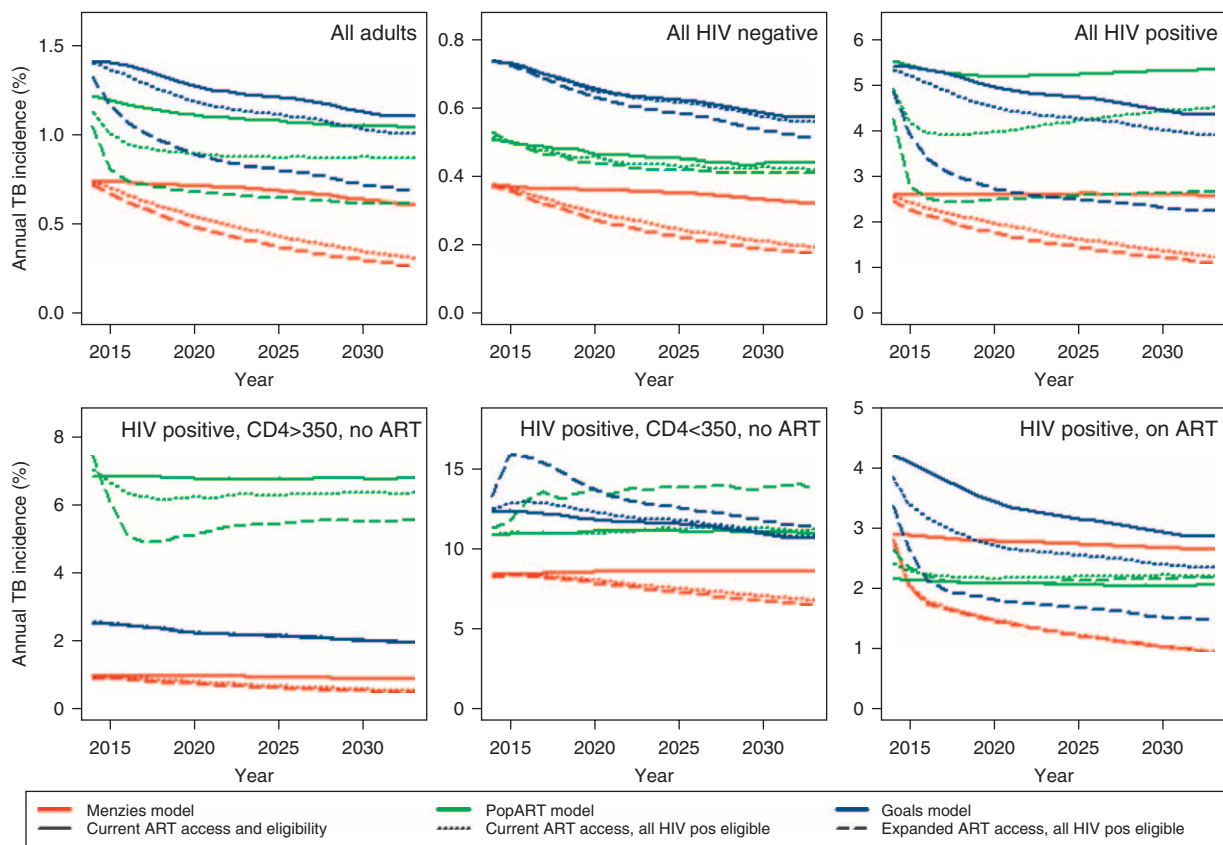 All adults
1.5
1.0
0.5
0.0
Annual TB incidence (%)
2015 2020 2025 2030
Year
All HIV negative
0.8
0.6
0.4
0.2
0.0
2015 2020 2025 2030
Year
All HIV positive
6
5
4
3
2
1
0
2015 2020 2025 2030
Year
HIV positive, CD4>350, no ART
8
6
4
2
0
Annual TB incidence (%)
2015 2020 2025 2030
Year
HIV positive, CD4<350, no ART
15
10
5
0
2015 2020 2025 2030
Year
HIV positive, on ART
5
4
3
2
1
0
2015 2020 2025 2030
Year
Menzies model PopART model Goals model
Current ART access and eligibility Current ART access, all HIV pos eligible Expanded ART access, all HIV pos eligible